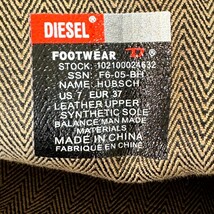 DIESEL
FOOTWEAR
STOCK: 102100024632
SSN: F6-05-BH
NAME: HUBSCH
US 7 EUR 37
LEATHER UPPER
SYNTHETIC SOLE
BALANCE MAN MADE
MATERIALS
MADE IN CHINA
FABRIQUE EN CHINE